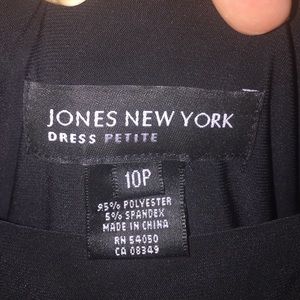 JONES NEW YORK
DRESS PETITE
10P
95% POLYESTER
5% SPANDEX
MADE IN CHINA
RN 54050
CA 08349